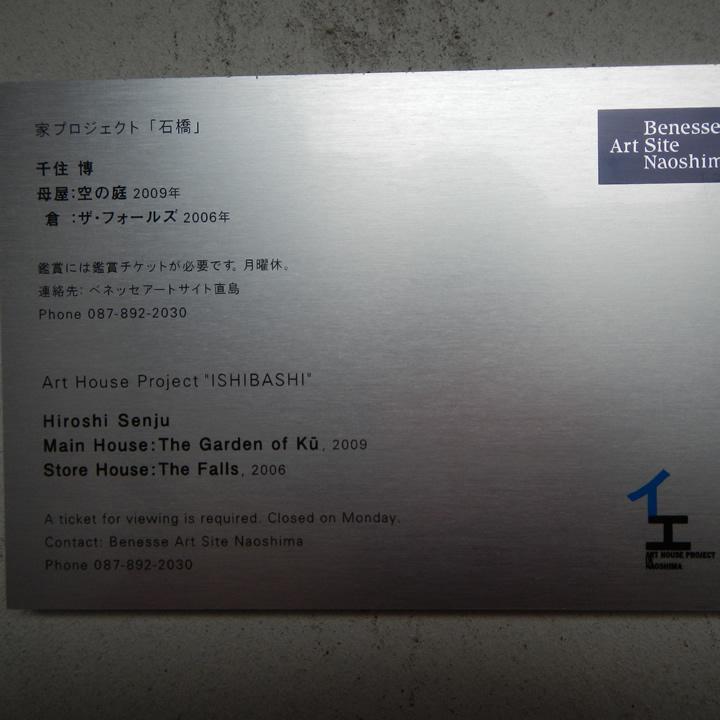 家プロジェクト「石橋」
千住 博
母屋:空の庭 2009年
倉 :ザ・フォールズ 2006年
鑑賞には鑑賞チケットが必要です。月曜休。
連絡先: ベネッセアートサイト直島
Phone 087-892-2030
Art House Project "ISHIBASHI"
Hiroshi Senju
Main House:The Garden of Kū, 2009
Store House:The Falls, 2006
A ticket for viewing is required. Closed on Monday.
Contact: Benesse Art Site Naoshima
Phone 087-892-2030
Benesse
Art Site
Naoshim
イエ
ART HOUSE PROJECT
IN
NAOSHIMA